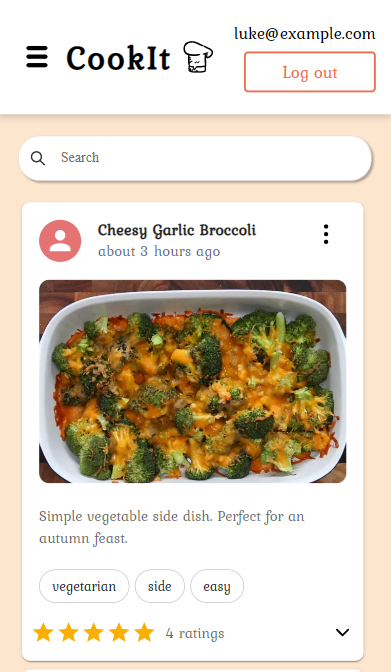 luke@example.com
CookIt
Log out
Search
Cheesy Garlic Broccoli
about 3 hours ago
Simple vegetable side dish. Perfect for an
autumn feast.
vegetarian side easy
4 ratings